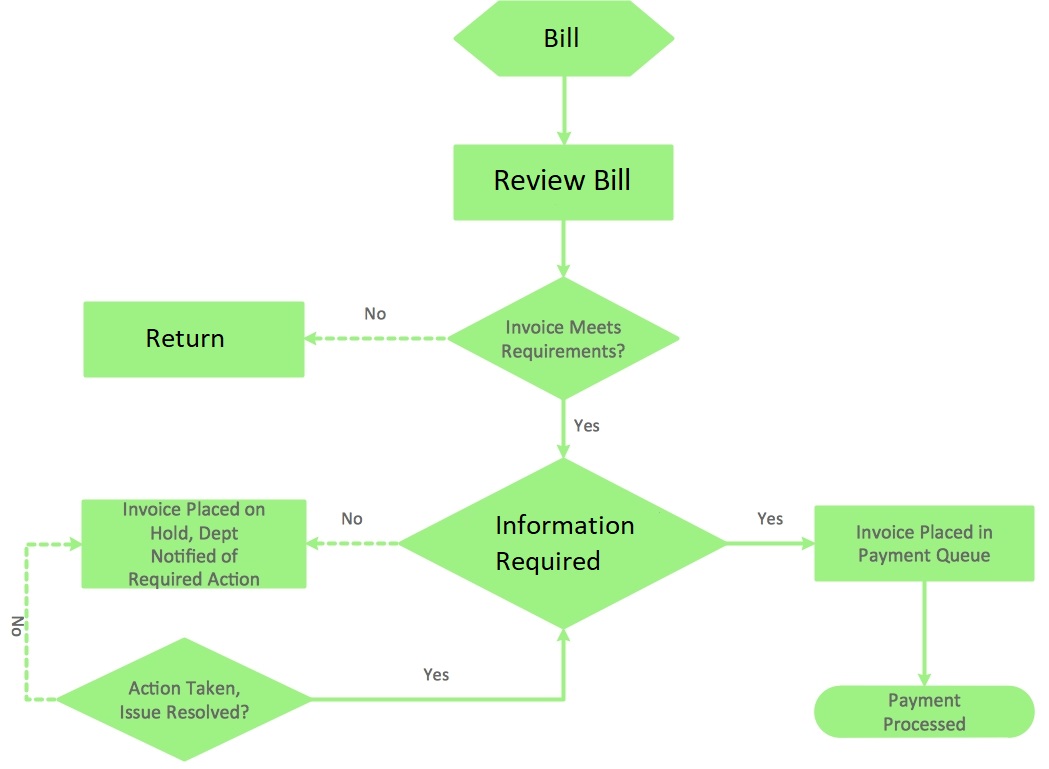 Bill
Review Bill
No
Invoice Meets
Requirements?
Return
Yes
Invoice Placed on
Hold, Dept
Notified of
Required Action
No
Information
Required
Yes
Invoice Placed in
Payment Queue
No
Action Taken,
Issue Resolved?
Yes
Payment
Processed